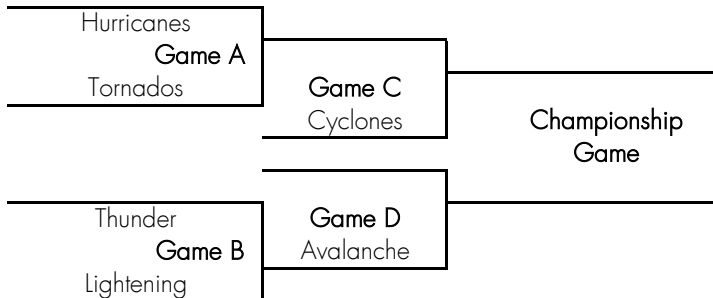 Hurricanes
Game A
Tornados
Game C
Cyclones
Championship
Game
Thunder
Game B
Lightening
Game D
Avalanche